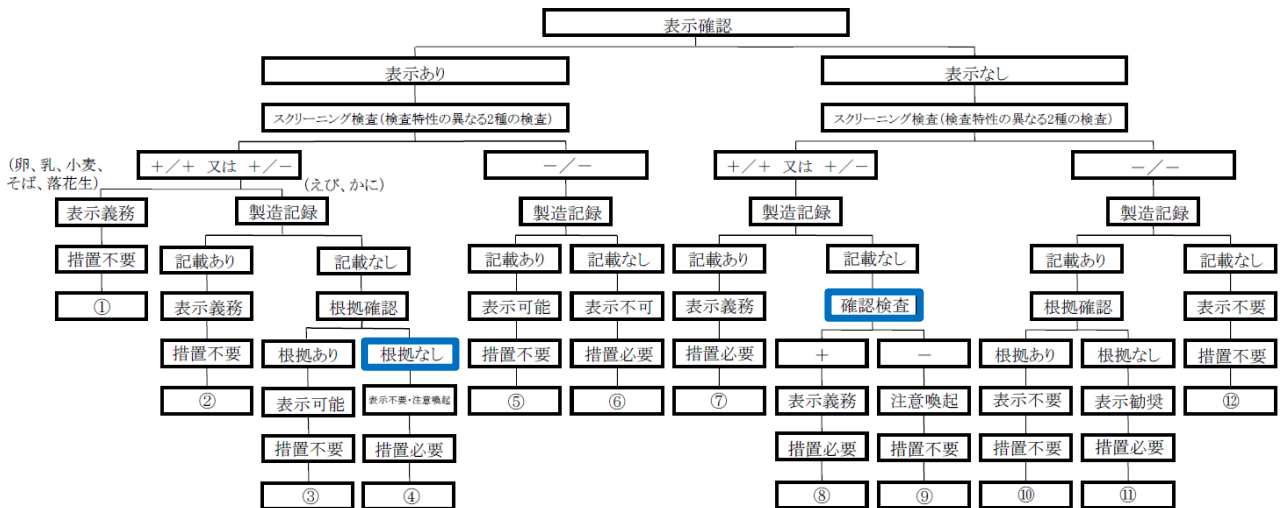 表示確認
表示あり
表示なし
スクリーニング検査(検査特性の異なる2種の検査)
スクリーニング検査(検査特性の異なる2種の検査)
(卵、乳、小麦、
そば、落花生)
+/+ 又は +/-
(えび、かに)
-/-
+/+ 又は +/-
-/-
表示義務
製造記録
製造記録
製造記録
製造記録
措置不要
記載あり
記載なし
記載あり
記載なし
記載あり
記載なし
記載あり
記載なし
①
表示義務
根拠確認
表示可能
表示不可
表示義務
確認検査
根拠確認
表示不要
措置不要
根拠あり
根拠なし
措置不要
措置必要
措置必要
+
-
根拠あり
根拠なし
措置不要
②
表示可能
表示不要・注意喚起
⑤
⑥
⑦
表示義務
注意喚起
表示不要
表示勧奨
⑫
措置不要
措置必要
措置必要
措置不要
措置不要
措置必要
③
④
⑧
⑨
⑩
⑪